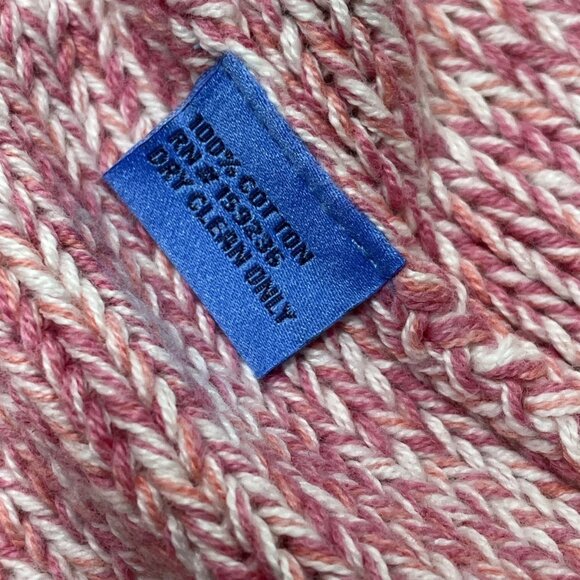 100% COTTON
RN# 159236
DRY CLEAN ONLY